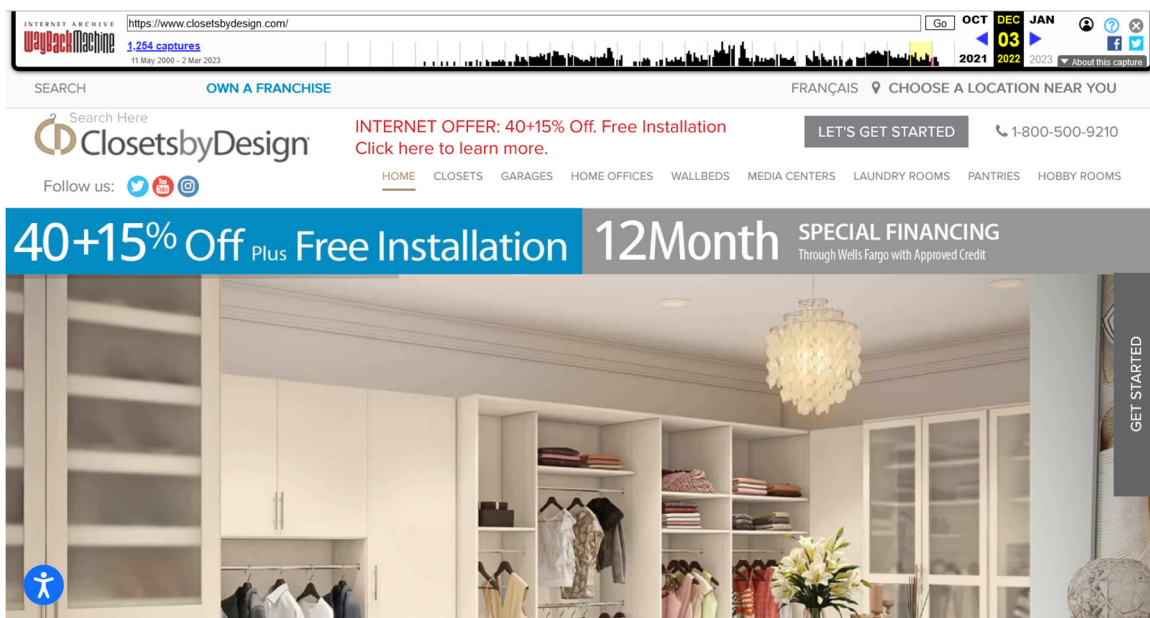 INTERNET ARCHIVE
WayBackMachine
https://www.closetsbydesign.com/
Go
1,254 captures
11 May 2000 - 2 Mar 2023
OCT DEC JAN
03
2021 2022 2023
About this capture
SEARCH
OWN A FRANCHISE
FRANÇAIS
CHOOSE A LOCATION NEAR YOU
Search Here
ClosetsbyDesign
Follow us:
INTERNET OFFER: 40+15% Off. Free Installation
Click here to learn more.
LET'S GET STARTED
1-800-500-9210
HOME CLOSETS GARAGES HOME OFFICES WALLBEDS MEDIA CENTERS LAUNDRY ROOMS PANTRIES HOBBY ROOMS
40+15% Off Plus Free Installation
12Month SPECIAL FINANCING
Through Wells Fargo with Approved Credit
GET STARTED